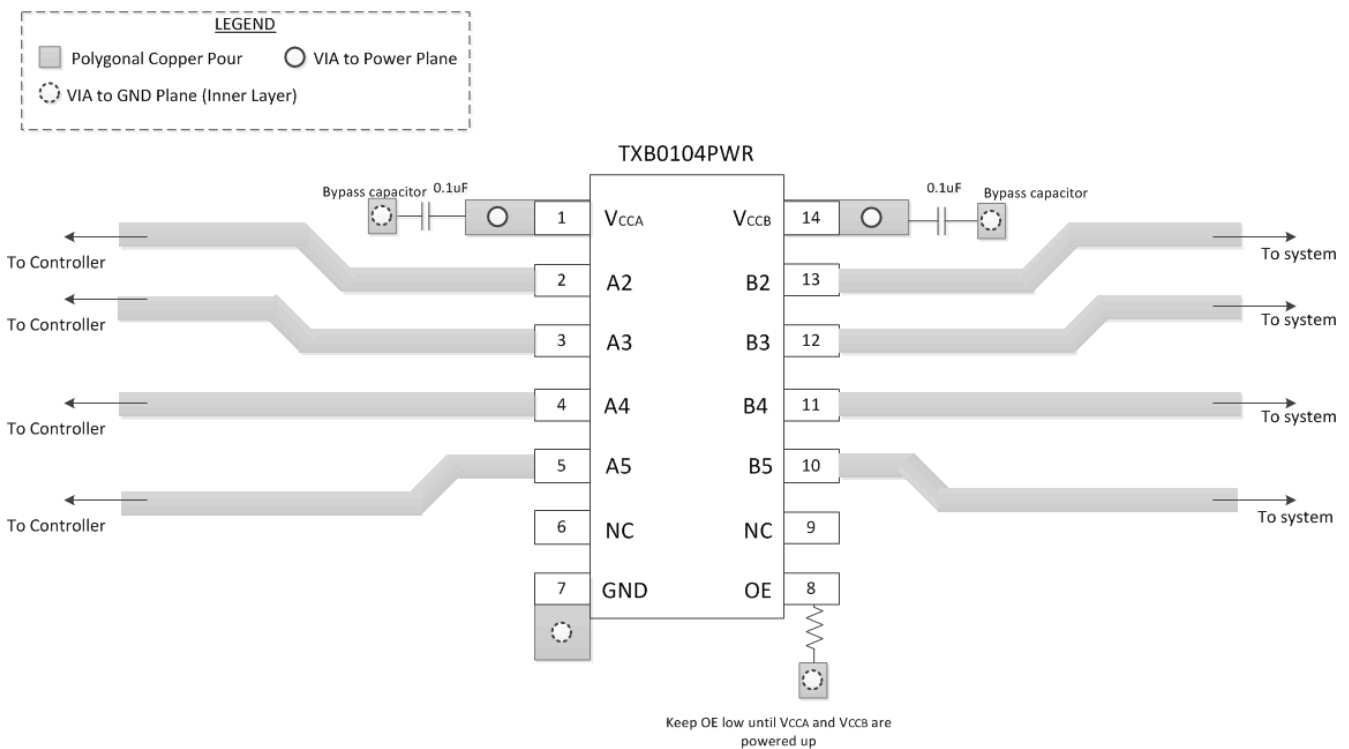 LEGEND
Polygonal Copper Pour
VIA to Power Plane
VIA to GND Plane (Inner Layer)
TXB0104PWR
Bypass capacitor
0.1uF
0.1uF
Bypass capacitor
1
VCCA
VCCB
14
To Controller
To system
2
A2
B2
13
To Controller
To system
3
A3
B3
12
4
A4
B4
11
To Controller
To system
5
A5
B5
10
To Controller
To system
6
NC
NC
9
7
GND
OE
8
Keep OE low until VCCA and VCCB are
powered up